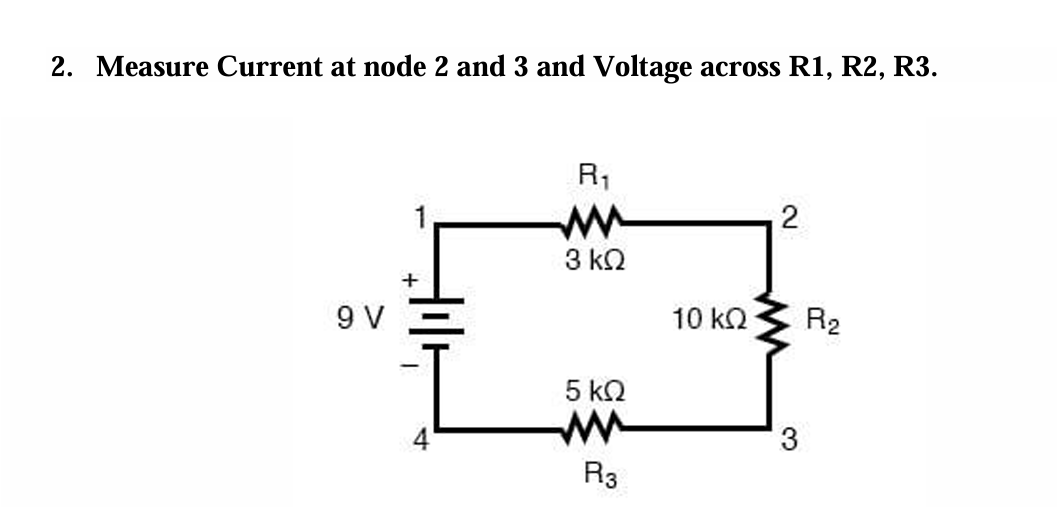 2. Measure Current at node 2 and 3 and Voltage across R1, R2, R3.
R₁
1
2
3 kΩ
+
9 V
10 kΩ
R₂
−
5 kΩ
4
3
R₃